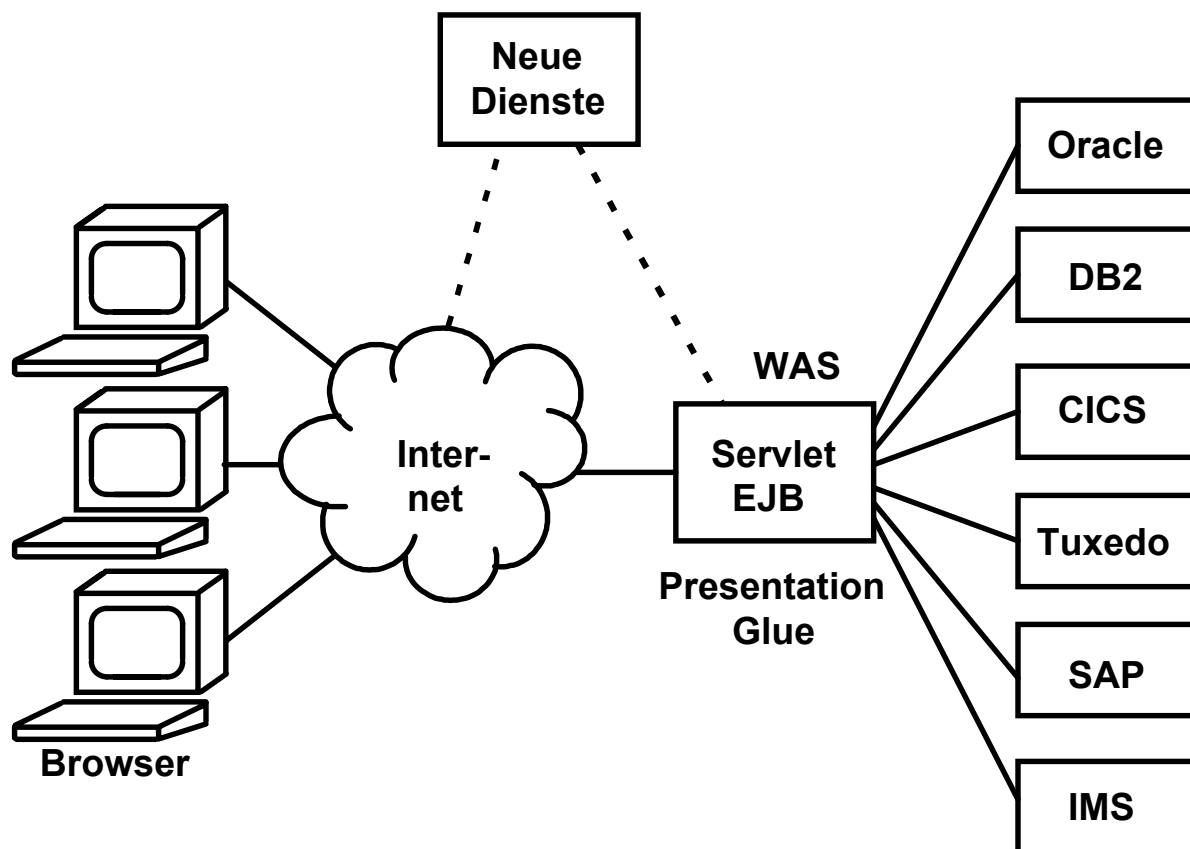 Neue
Dienste
Oracle
DB2
WAS
CICS
Inter-
net
Servlet
EJB
Tuxedo
Presentation
Glue
SAP
Browser
IMS